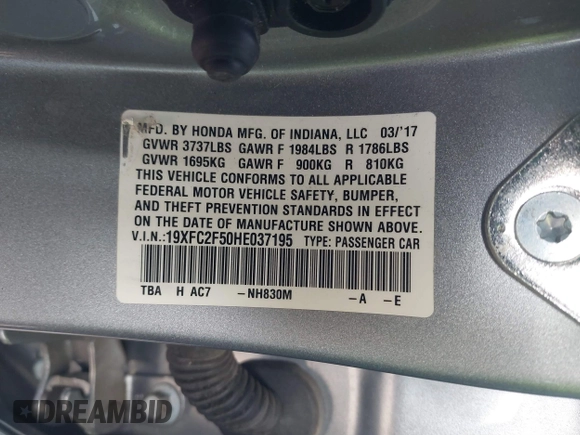 MFD. BY HONDA MFG. OF INDIANA, LLC 03/'17
GVWR 3737LBS GAWR F 1984LBS R 1786LBS
GVWR 1695KG GAWR F 900KG R 810KG
THIS VEHICLE CONFORMS TO ALL APPLICABLE
FEDERAL MOTOR VEHICLE SAFETY, BUMPER,
AND THEFT PREVENTION STANDARDS IN EFFECT
ON THE DATE OF MANUFACTURE SHOWN ABOVE.
V.I.N.:19XFC2F50HE037195 TYPE: PASSENGER CAR
TBA H AC7 -NH830M -A -E
DREAMBID